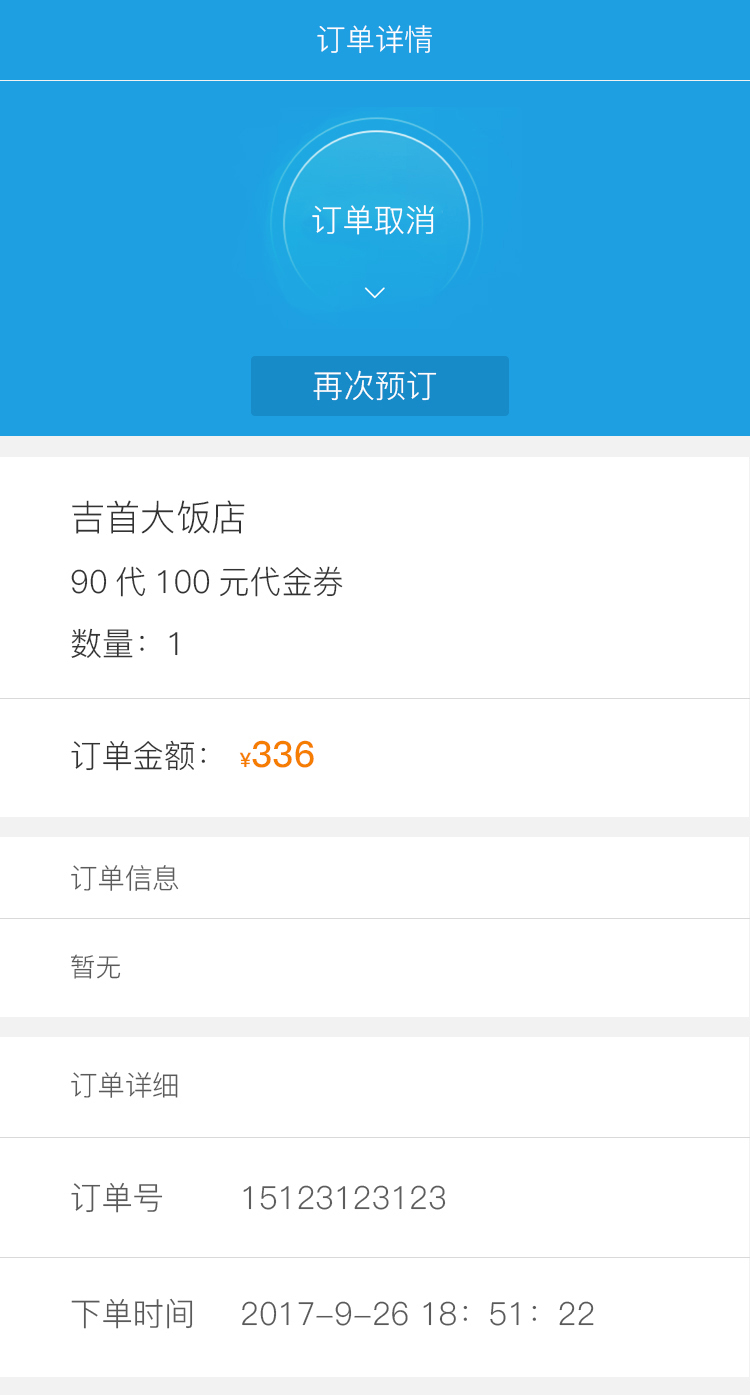 订单详情
订单取消
再次预订
吉首大饭店
90 代 100 元代金券
数量：1
订单金额： ¥336
订单信息
暂无
订单详细
订单号 15123123123
下单时间 2017-9-26 18：51：22